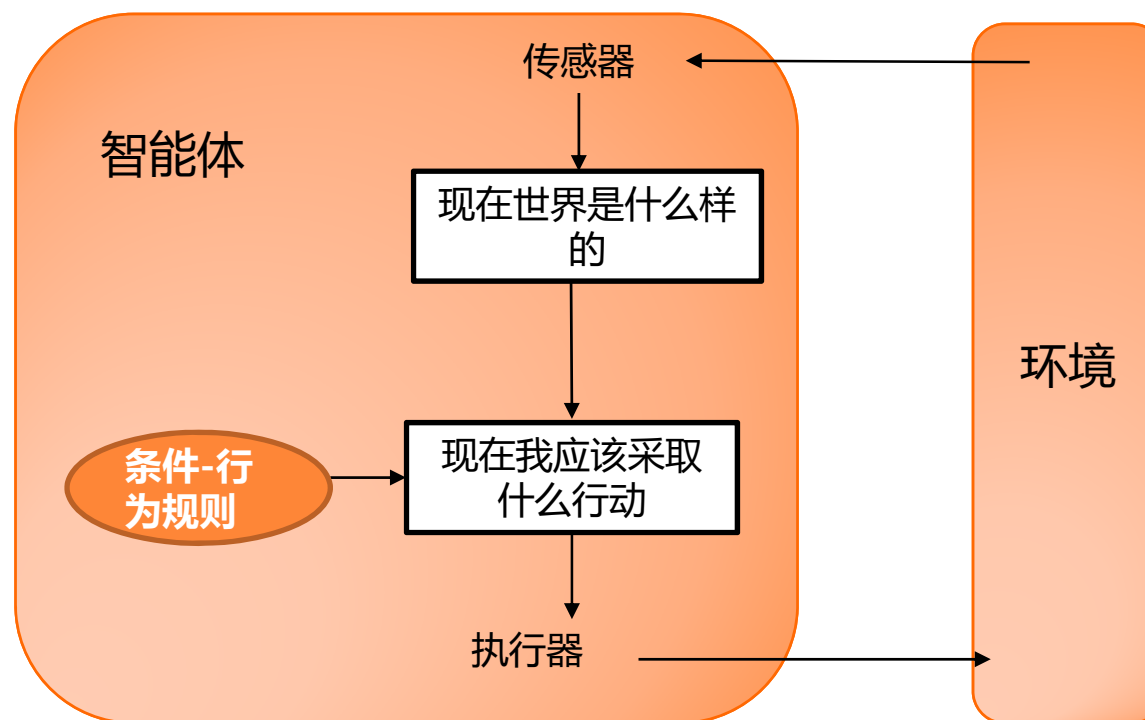 传感器
智能体
现在世界是什么样
的
环境
条件-行
为规则
现在我应该采取
什么行动
执行器